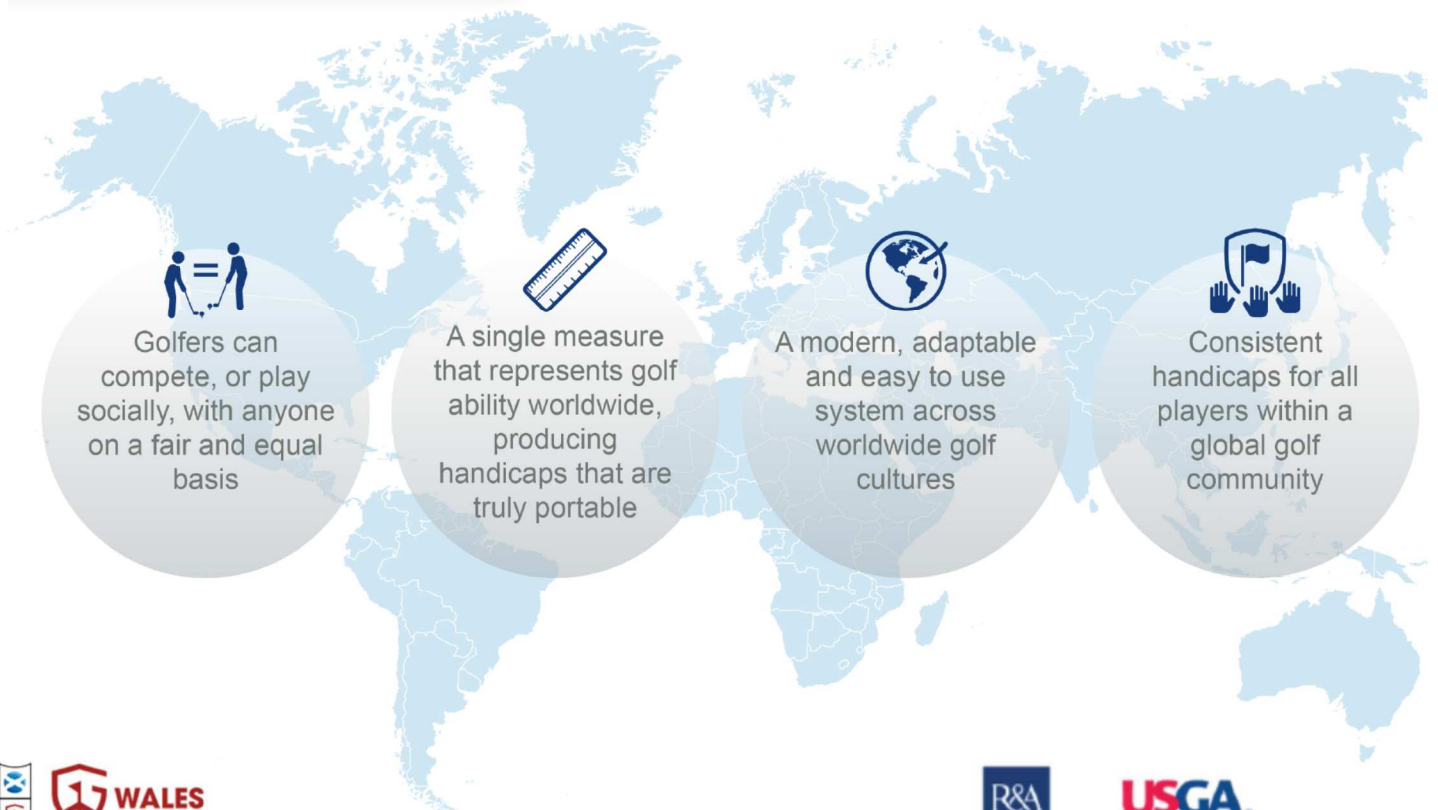 Golfers can
compete, or play
socially, with anyone
on a fair and equal
basis
A single measure
that represents golf
ability worldwide,
producing
handicaps that are
truly portable
A modern, adaptable
and easy to use
system across
worldwide golf
cultures
Consistent
handicaps for all
players within a
global golf
community
WALES
R&A
USGA.